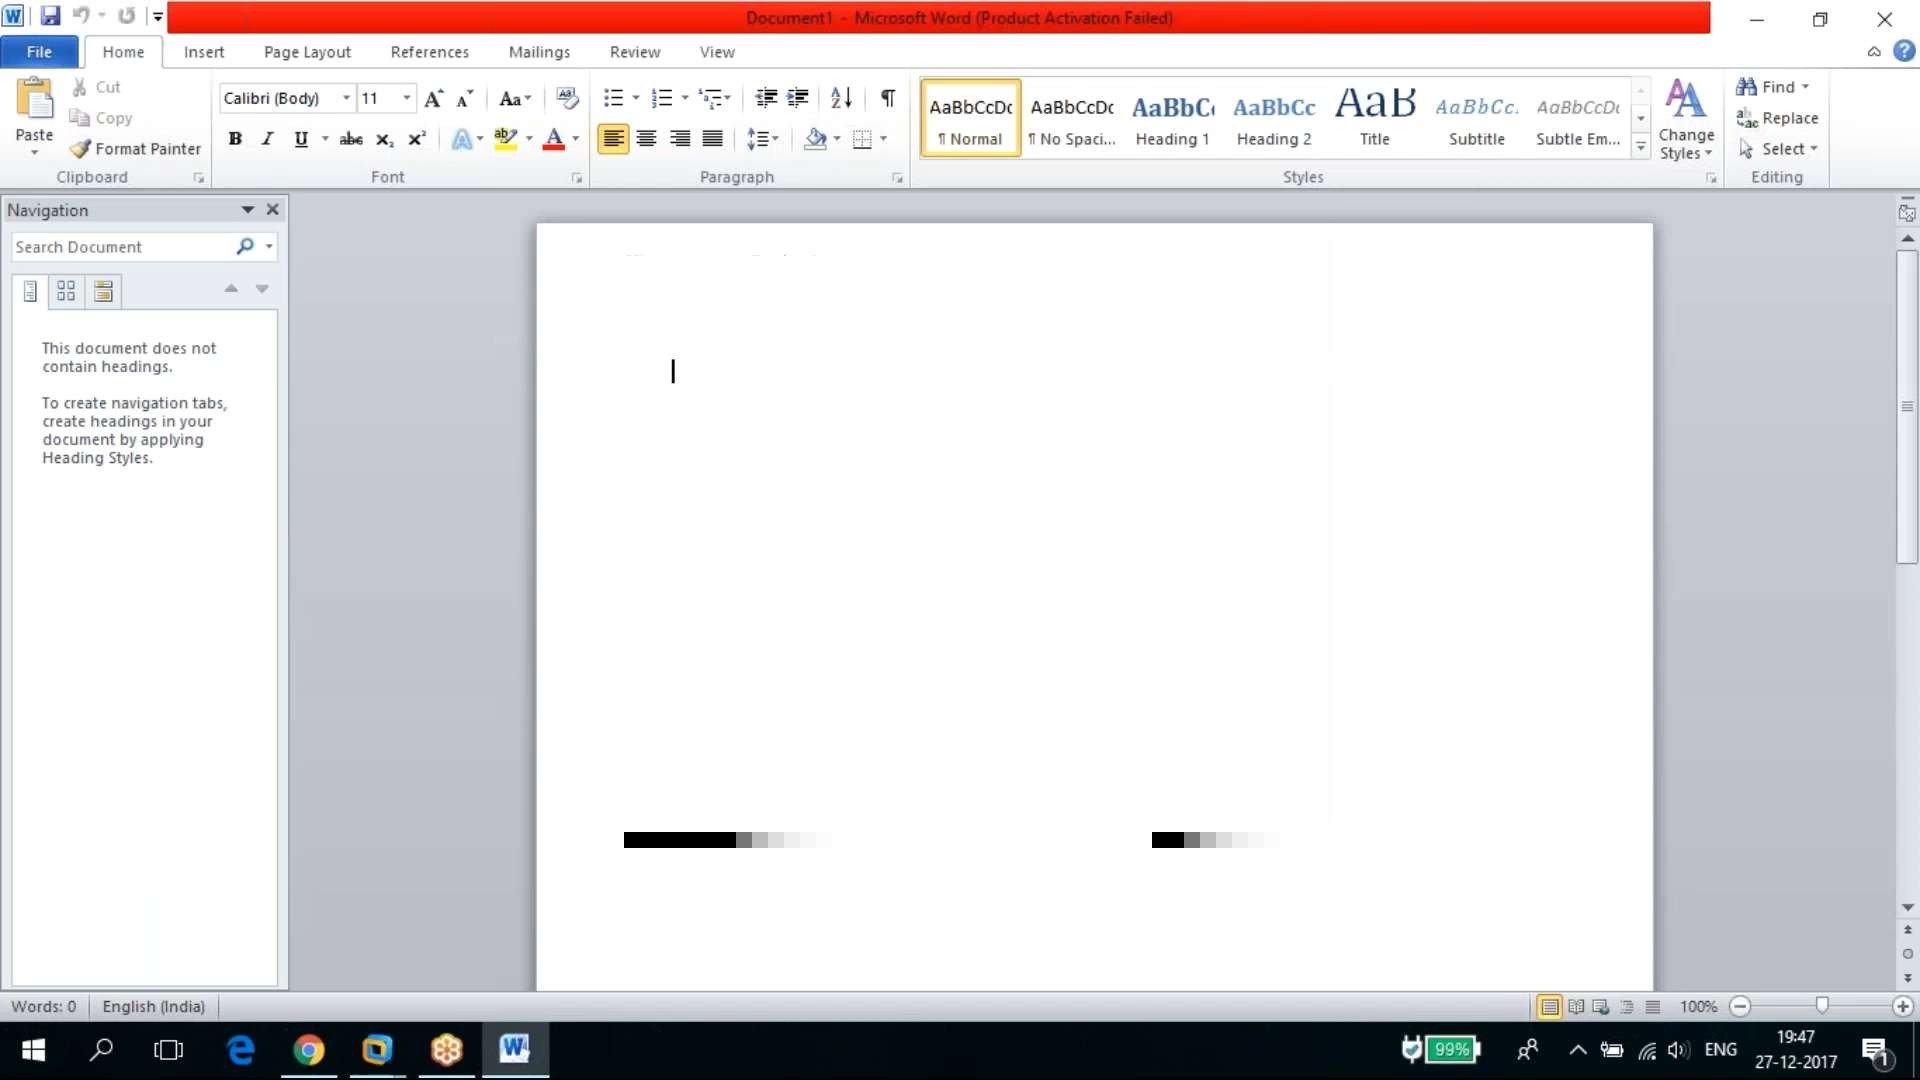 Document1 - Microsoft Word (Product Activation Failed)
File Home Insert Page Layout References Mailings Review View
Paste
Cut
Copy
Format Painter
Clipboard
Calibri (Body) 11
Font
Paragraph
AaBbCcDc AaBbCcDc AaBbC AaBbCc AaB AaBbCc. AaBbCcDc
¶ Normal ¶ No Spaci... Heading 1 Heading 2 Title Subtitle Subtle Em...
Styles
Change
Styles
Find
Replace
Select
Editing
Navigation
Search Document
This document does not
contain headings.
To create navigation tabs,
create headings in your
document by applying
Heading Styles.
Words: 0 English (India)
100%
99%
ENG
19:47
27-12-2017
1